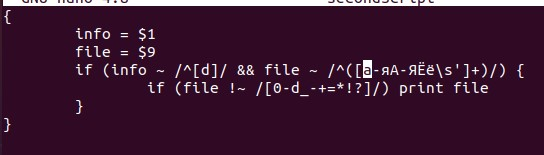 GNU nano 4.8 secondscript
{
info = $1
file = $9
if (info ~ /^[d]/ && file ~ /^([а-яА-ЯЁё\s']+)/) {
if (file !~ /[0-d_-+=*!?]/) print file
}
}